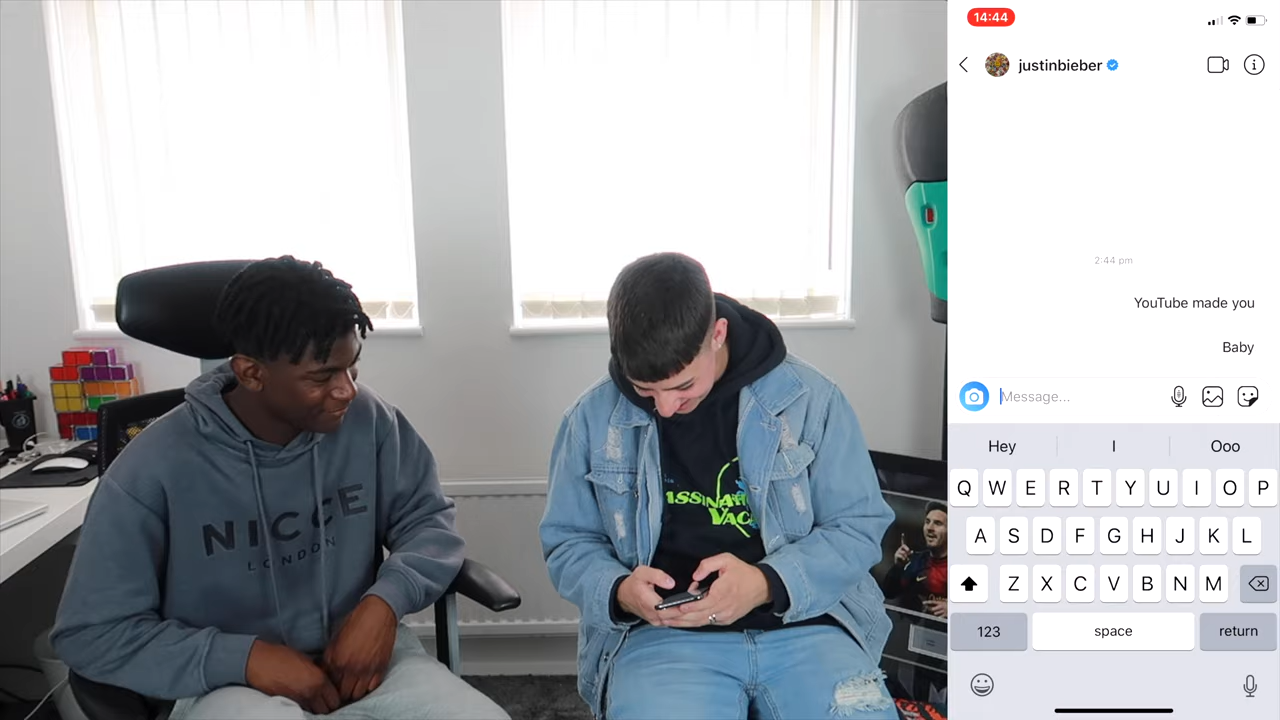 NICCE
LONDON
14:44
justinbieber
2:44 pm
YouTube made you
Baby
Message...
Hey
I
Ooo
Q W E R T Y U I O P
A S D F G H J K L
Z X C V B N M
123
space
return